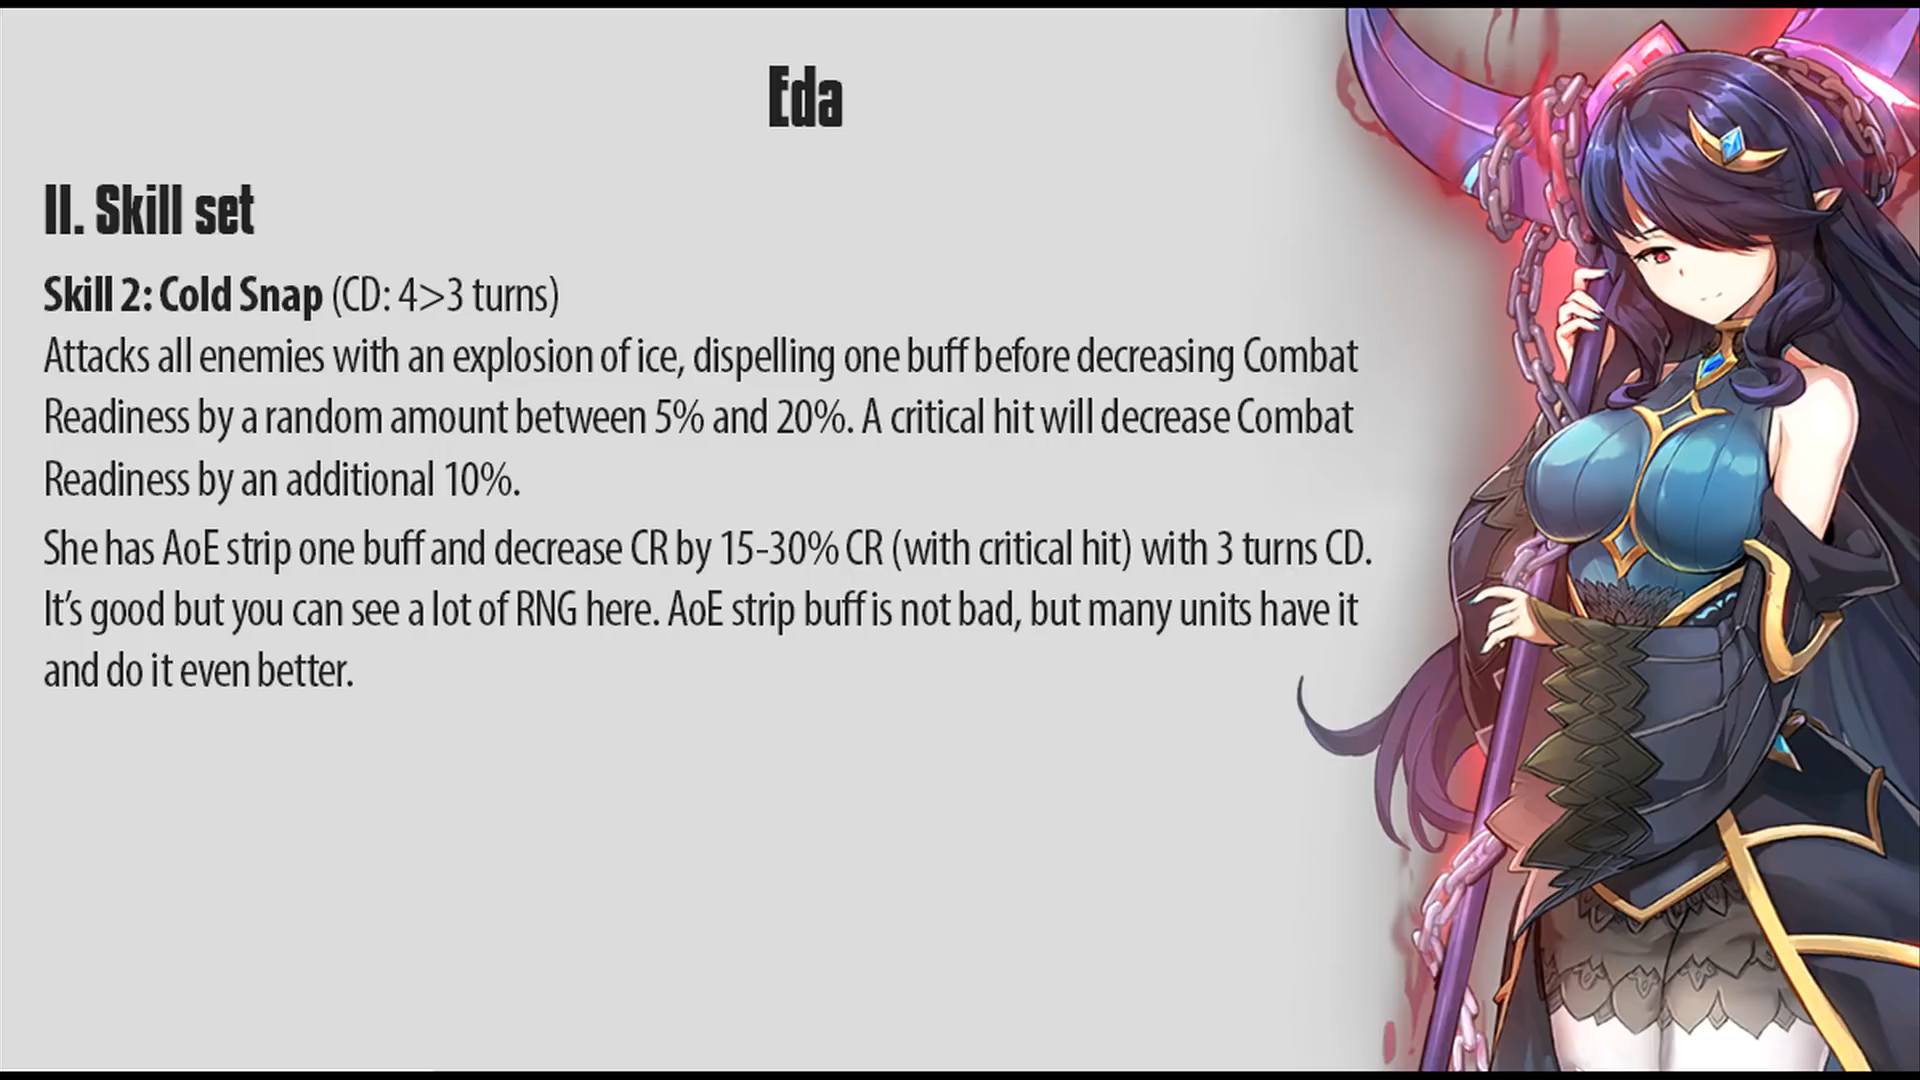 Eda
II. Skill set
Skill 2: Cold Snap (CD: 4>3 turns)
Attacks all enemies with an explosion of ice, dispelling one buff before decreasing Combat
Readiness by a random amount between 5% and 20%. A critical hit will decrease Combat
Readiness by an additional 10%.
She has AoE strip one buff and decrease CR by 15-30% CR (with critical hit) with 3 turns CD.
It’s good but you can see a lot of RNG here. AoE strip buff is not bad, but many units have it
and do it even better.